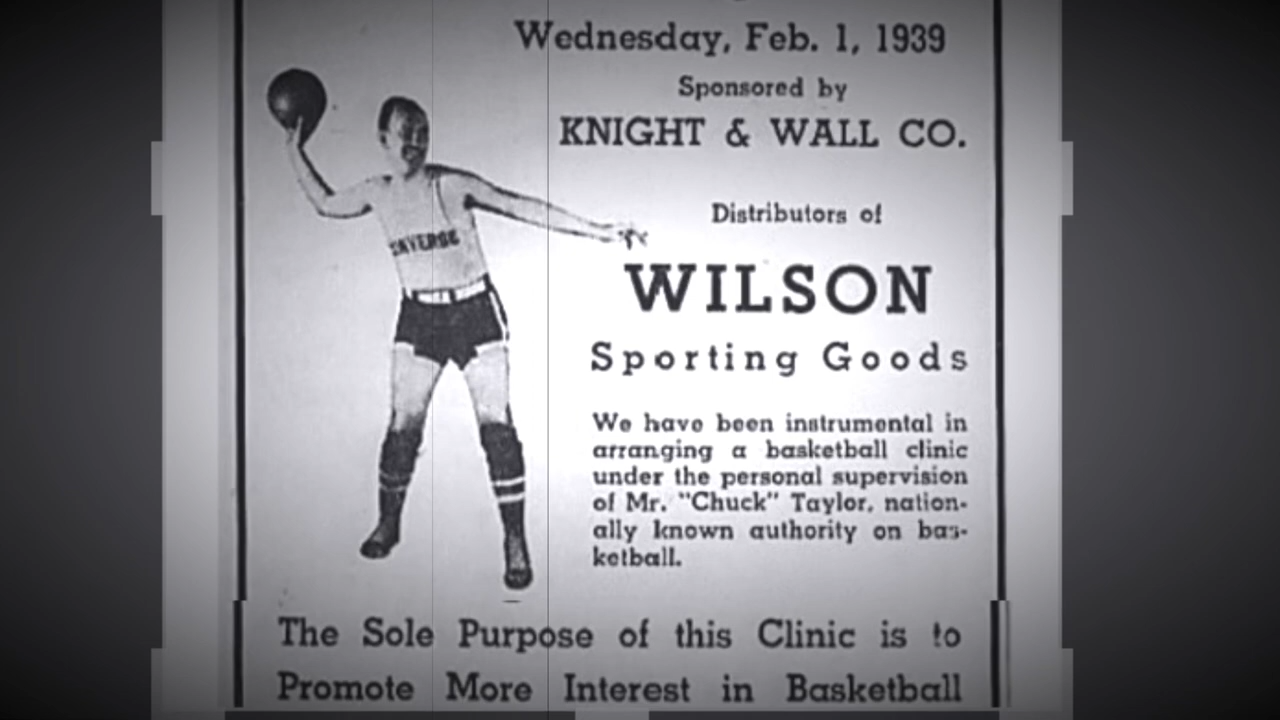 Wednesday, Feb. 1, 1939
Sponsored by
KNIGHT & WALL CO.
Distributors of
WILSON
Sporting Goods
We have been instrumental in
arranging a basketball clinic
under the personal supervision
of Mr. "Chuck" Taylor, nation-
ally known authority on bas-
ketball.
The Sole Purpose of this Clinic is to
Promote More Interest in Basketball